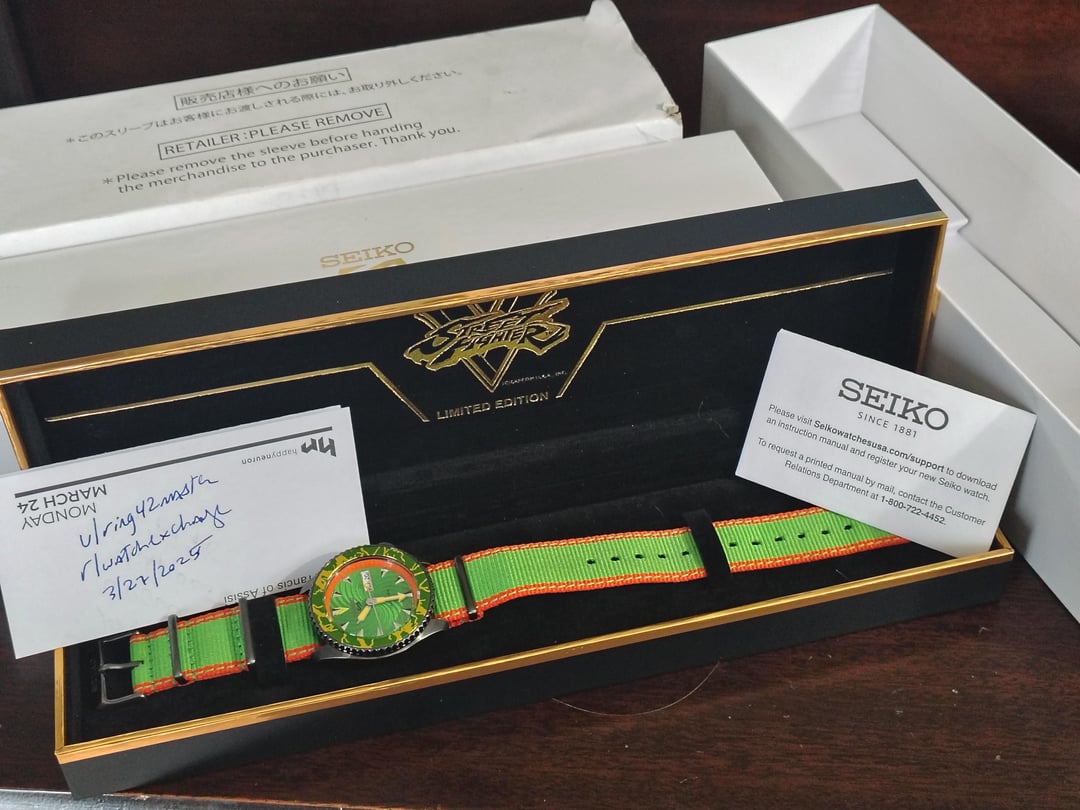 販売店様へのお願い
*このスリーブはお客様にお渡しされる際には、お取り外しください。
RETAILER:PLEASE REMOVE
*Please remove the sleeve before handing
the merchandise to the purchaser. Thank you.
SEIKO
STREET
FIGHTER
LIMITED EDITION
happyneuron
MONDAY
MARCH 24
u/ring42master
r/watchexchange
3/27/2025
rancis of Assisi
SEIKO
SINCE 1881
Please visit Seikowatchesusa.com/support to download
an instruction manual and register your new Seiko watch.
To request a printed manual by mail, contact the Customer
Relations Department at 1-800-722-4452.